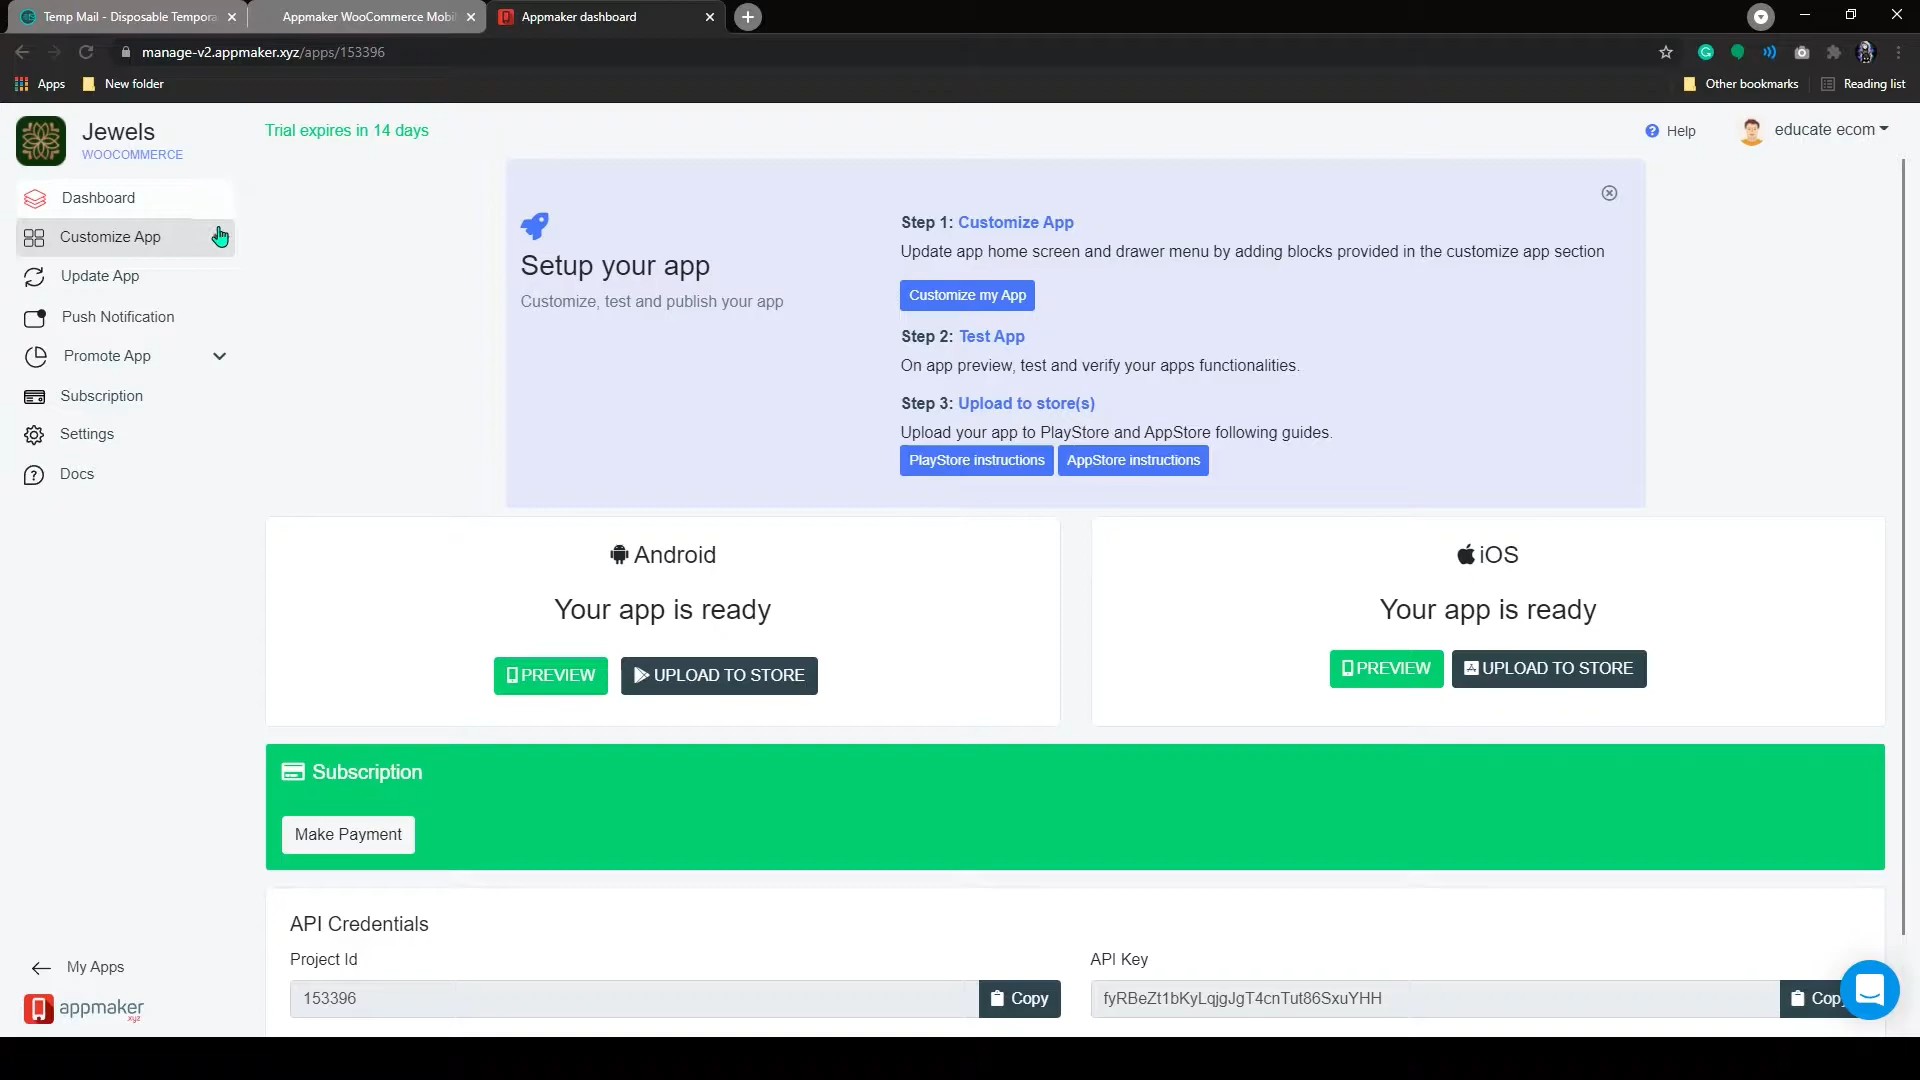 Temp Mail - Disposable Tempora
Appmaker WooCommerce Mobil
Appmaker dashboard
manage-v2.appmaker.xyz/apps/153396
Apps
New folder
Other bookmarks
Reading list
Jewels
WOOCOMMERCE
Trial expires in 14 days
Help
educate ecom
Dashboard
Customize App
Update App
Push Notification
Promote App
Subscription
Settings
Docs
Setup your app
Customize, test and publish your app
Step 1: Customize App
Update app home screen and drawer menu by adding blocks provided in the customize app section
Customize my App
Step 2: Test App
On app preview, test and verify your apps functionalities.
Step 3: Upload to store(s)
Upload your app to PlayStore and AppStore following guides.
PlayStore instructions
AppStore instructions
Android
Your app is ready
PREVIEW
UPLOAD TO STORE
iOS
Your app is ready
PREVIEW
UPLOAD TO STORE
Subscription
Make Payment
API Credentials
Project Id
153396
Copy
API Key
fyRBeZt1bKyLqjgJgT4cnTut86SxuYHH
Copy
My Apps
appmaker
.xyz